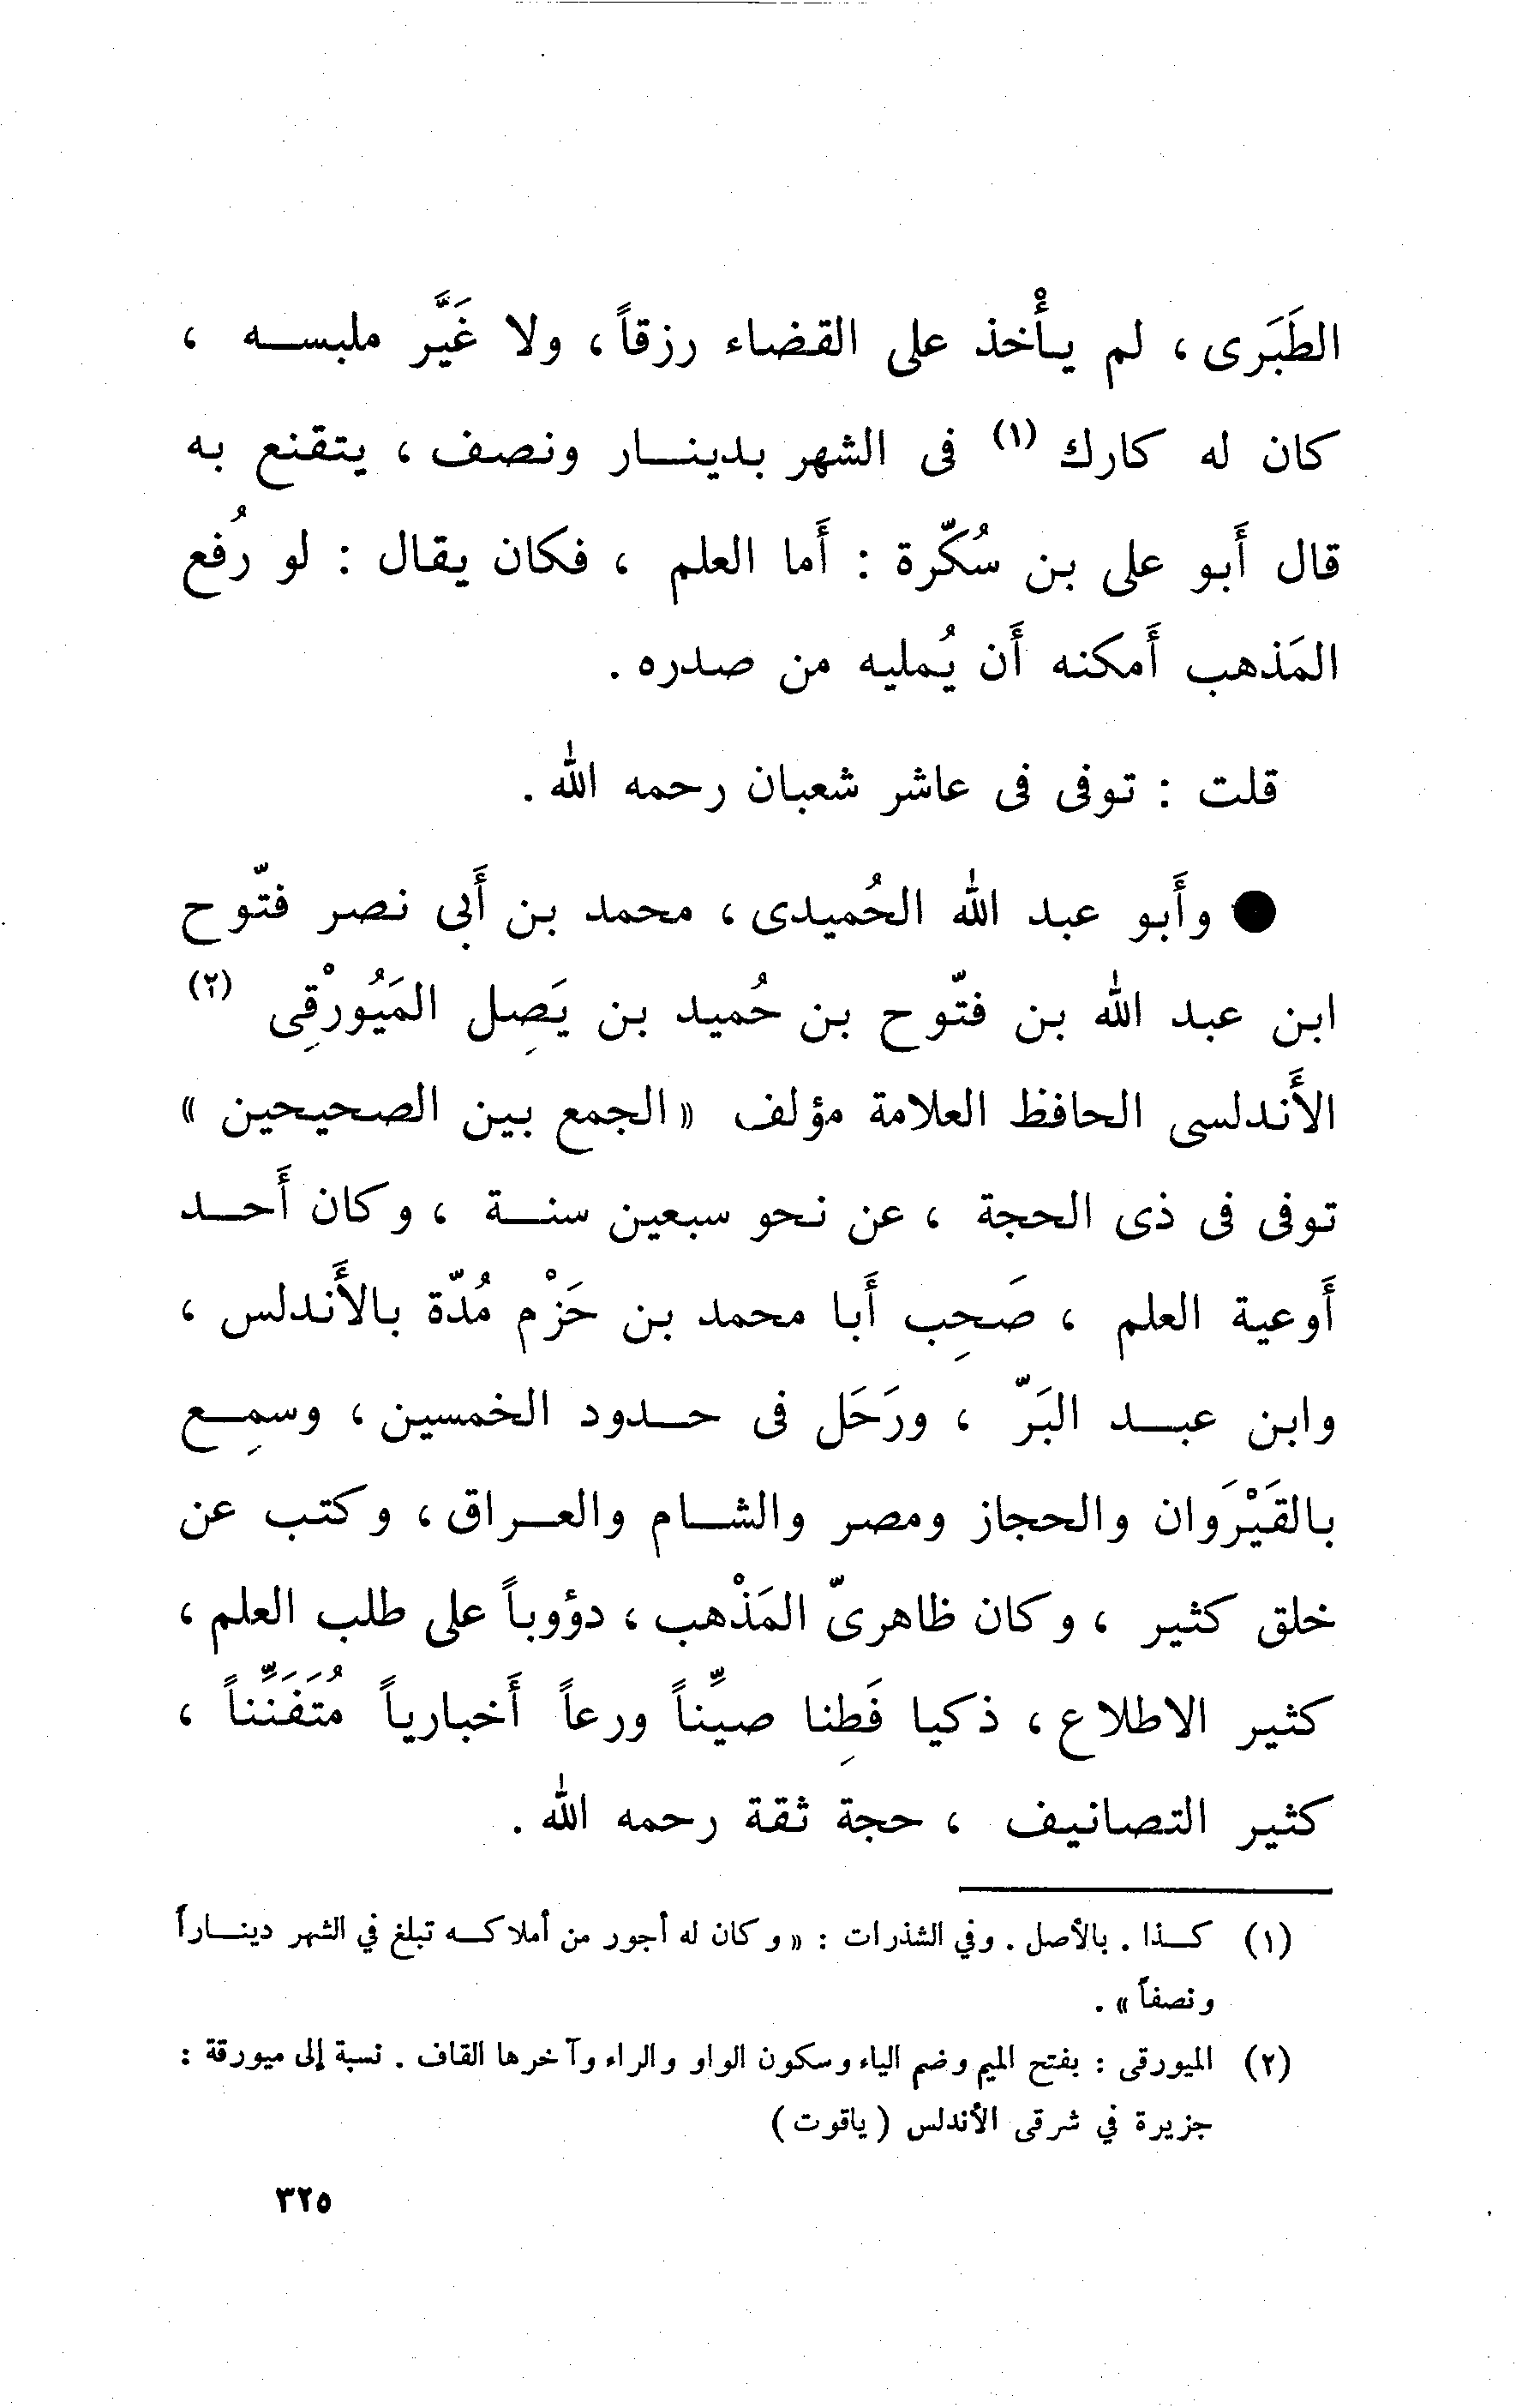 الطَبَرى ، لم يأْخذ على القضاء رزقاً ، ولا غَيَّر ملبسه ،
كان له كارك (١) فى الشهر بدينار ونصف ، يتقنع به
قال أَبو على بن سُكّرة : أَما العلم ، فكان يقال : لو رُفع
المَذهب أَمكنه أَن يُمليه من صدره .
قلت : توفى فى عاشر شعبان رحمه الله .
● وأَبو عبد الله الحُميدى ، محمد بن أَبى نصر فتّوح
ابن عبد الله بن فتّوح بن حُميد بن يَصِل المَيُورْقِى (٢)
الأَندلسى الحافظ العلامة مؤلف « الجمع بين الصحيحين »
توفى فى ذى الحجة ، عن نحو سبعين سنة ، وكان أَحد
أَوعية العلم ، صَحِب أَبا محمد بن حَزْم مُدّة بالأَندلس ،
وابن عبد البَرّ ، ورَحَل فى حدود الخمسين ، وسمِع
بالقَيْرَوان والحجاز ومصر والشام والعراق ، وكتب عن
خلق كثير ، وكان ظاهرىّ المَذْهب ، دؤوباً على طلب العلم ،
كثير الاطلاع ، ذكيا فَطِنا صيِّناً ورعاً أَخبارياً مُتَفَنِّناً ،
كثير التصانيف ، حجة ثقة رحمه الله .
(١) كذا . بالأصل . وفي الشذرات : « وكان له أجور من أملاكه تبلغ في الشهر ديناراً
ونصفاً » .
(٢) الميورقى : بفتح الميم وضم الياء وسكون الواو والراء وآخرها القاف . نسبة إلى ميورقة :
جزيرة في شرقى الأندلس ( ياقوت )
٣٢٥